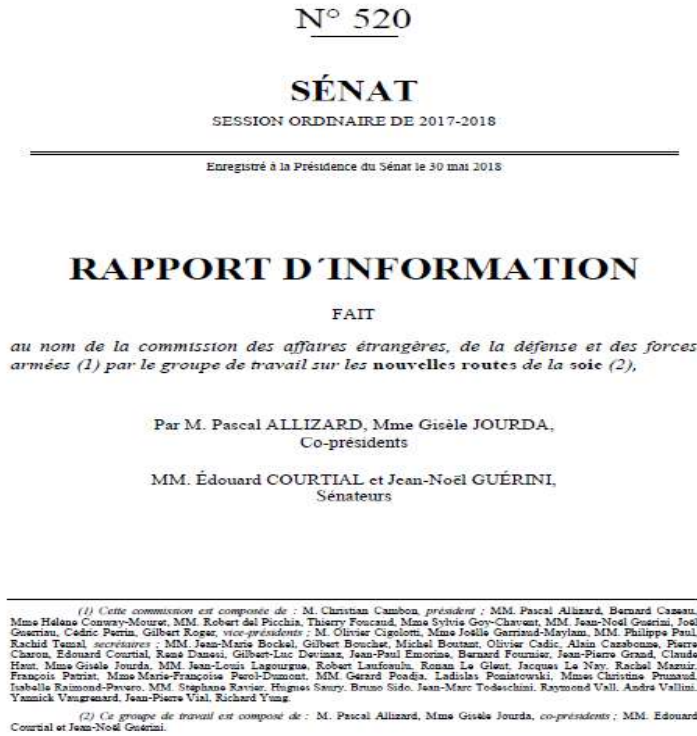 N° 520
SÉNAT
SESSION ORDINAIRE DE 2017-2018
Enregistré à la Présidence du Sénat le 30 mai 2018
RAPPORT D´INFORMATION
FAIT
au nom de la commission des affaires étrangères, de la défense et des forces
armées (1) par le groupe de travail sur les nouvelles routes de la soie (2),
Par M. Pascal ALLIZARD, Mme Gisèle JOURDA,
Co-présidents
MM. Édouard COURTIAL et Jean-Noël GUÉRINI,
Sénateurs
(1) Cette commission est composée de : M. Christian Cambon, président ; MM. Pascal Allizard, Bernard Cazeau,
Mme Hélène Conway-Mouret, MM. Robert del Picchia, Thierry Foucaud, Mme Sylvie Goy-Chavent, MM. Jean-Noël Guérini, Joël
Guerriau, Cédric Perrin, Gilbert Roger, vice-présidents ; M. Olivier Cigolotti, Mme Joëlle Garriaud-Maylam, MM. Philippe Paul,
Rachid Temal, secrétaires ; MM. Jean-Marie Bockel, Gilbert Bouchet, Michel Boutant, Olivier Cadic, Alain Cazabonne, Pierre
Charon, Édouard Courtial, René Danesi, Gilbert-Luc Devinaz, Jean-Paul Émorine, Bernard Fournier, Jean-Pierre Grand, Claude
Haut, Mme Gisèle Jourda, MM. Jean-Louis Lagourgue, Robert Laufoaulu, Ronan Le Gleut, Jacques Le Nay, Rachel Mazuir,
François Patriat, Mme Marie-Françoise Perol-Dumont, MM. Gérard Poadja, Ladislas Poniatowski, Mmes Christine Prunaud,
Isabelle Raimond-Pavero, MM. Stéphane Ravier, Hugues Saury, Bruno Sido, Jean-Marc Todeschini, Raymond Vall, André Vallini,
Yannick Vaugrenard, Jean-Pierre Vial, Richard Yung.
(2) Ce groupe de travail est composé de : M. Pascal Allizard, Mme Gisèle Jourda, co-présidents ; MM. Édouard
Courtial et Jean-Noël Guérini.